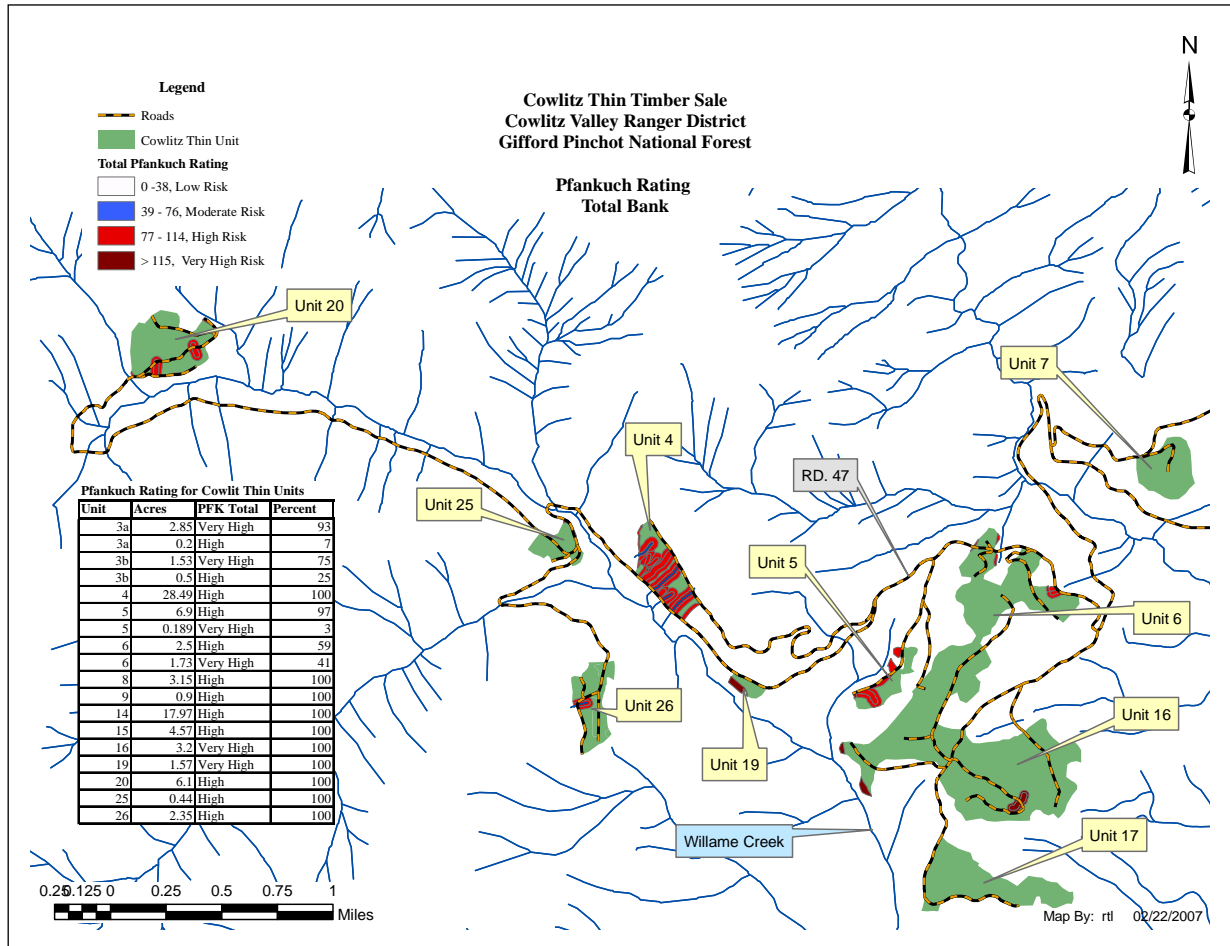 N
Legend
Roads
Cowlitz Thin Unit
Total Pfankuch Rating
0 -38, Low Risk
39 - 76, Moderate Risk
77 - 114, High Risk
> 115, Very High Risk
Cowlitz Thin Timber Sale
Cowlitz Valley Ranger District
Gifford Pinchot National Forest
Pfankuch Rating
Total Bank
Unit 20
Unit 7
Unit 4
RD. 47
Unit 25
Unit 5
Unit 6
Unit 26
Unit 16
Unit 19
Willame Creek
Unit 17
Pfankuch Rating for Cowlit Thin Units
Unit Acres PFK Total Percent
3a 2.85 Very High 93
3a 0.2 High 7
3b 1.53 Very High 75
3b 0.5 High 25
4 28.49 High 100
5 6.9 High 97
5 0.189 Very High 3
6 2.5 High 59
6 1.73 Very High 41
8 3.15 High 100
9 0.9 High 100
14 17.97 High 100
15 4.57 High 100
16 3.2 Very High 100
19 1.57 Very High 100
20 6.1 High 100
25 0.44 High 100
26 2.35 High 100
0.25 0.125 0 0.25 0.5 0.75 1
Miles
Map By: rtl 02/22/2007